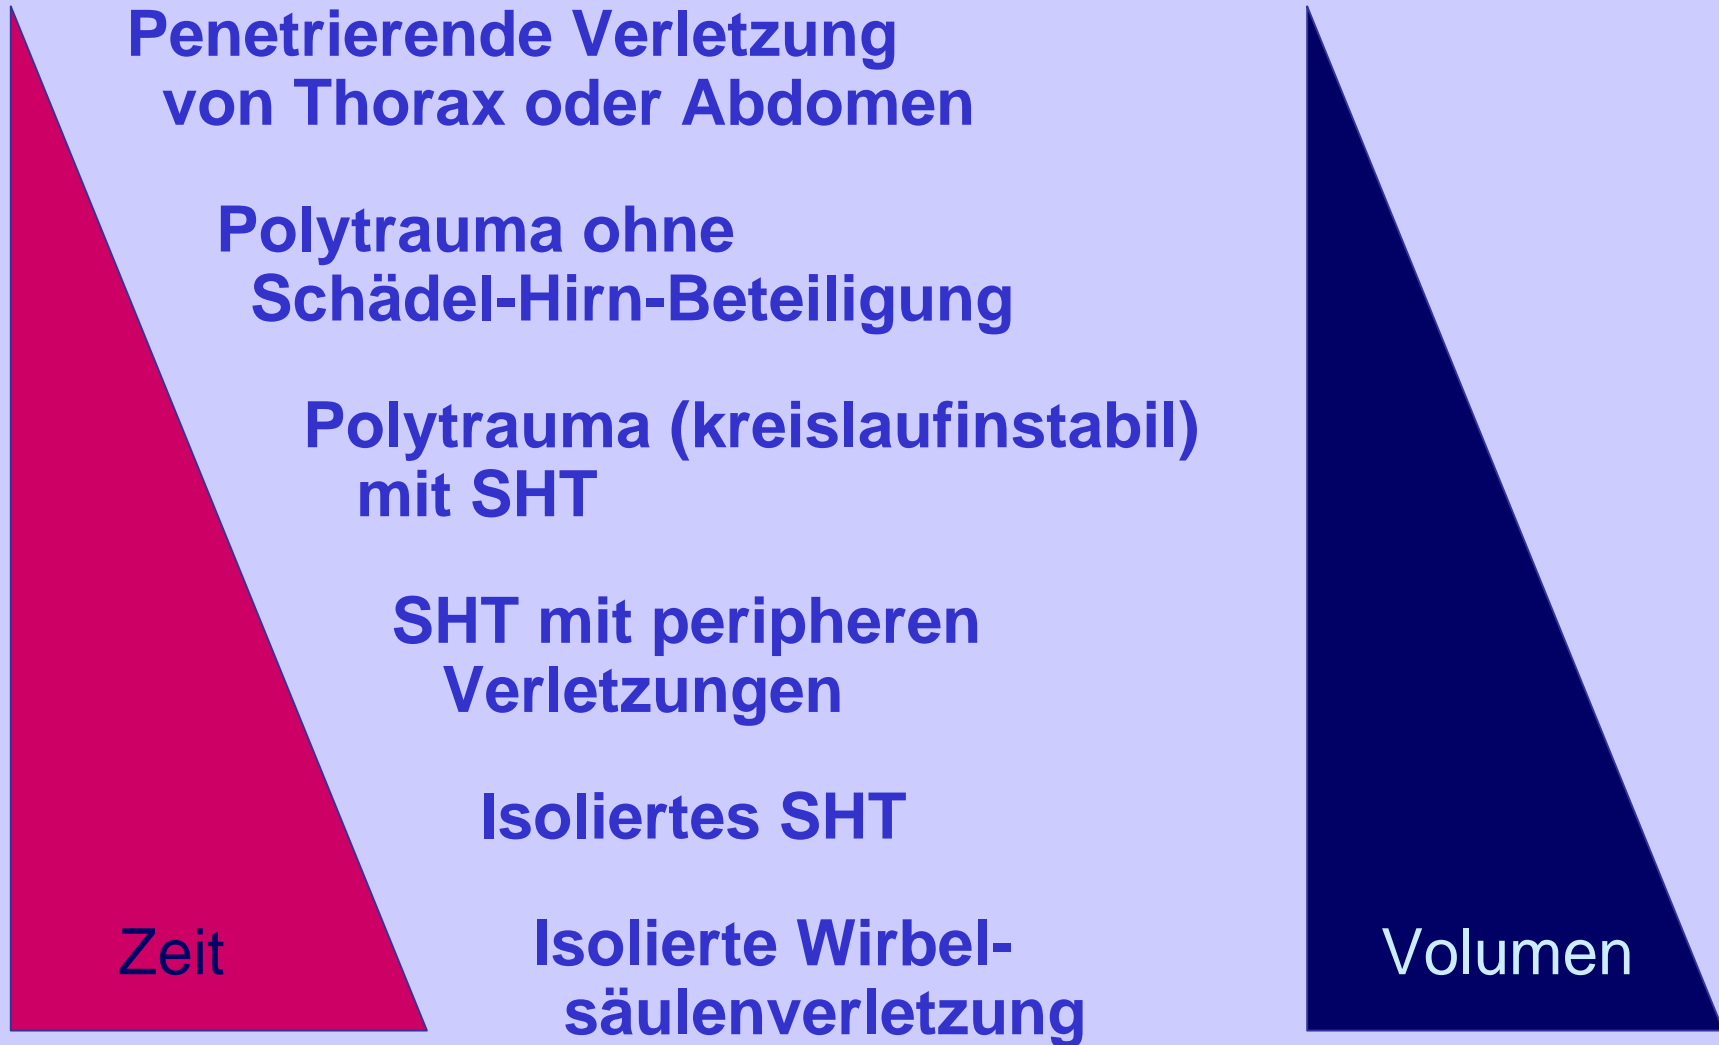 Penetrierende Verletzung
von Thorax oder Abdomen
Polytrauma ohne
Schädel-Hirn-Beteiligung
Polytrauma (kreislaufinstabil)
mit SHT
SHT mit peripheren
Verletzungen
Isoliertes SHT
Isolierte Wirbel-
säulenverletzung
Zeit
Volumen